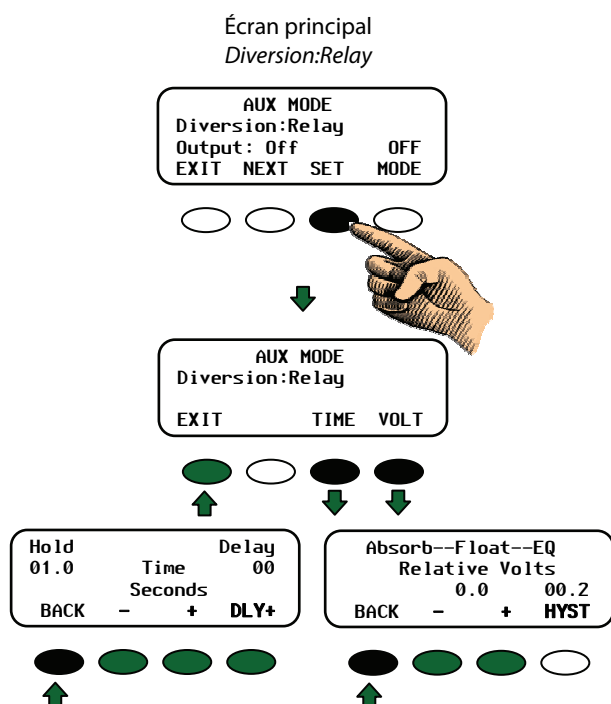 Écran principal
Diversion:Relay
AUX MODE
Diversion:Relay
Output: Off OFF
EXIT NEXT SET MODE
AUX MODE
Diversion:Relay
EXIT TIME VOLT
Hold Delay
01.0 Time 00
Seconds
BACK - + DLY+
Absorb--Float--EQ
Relative Volts
0.0 00.2
BACK - + HYST